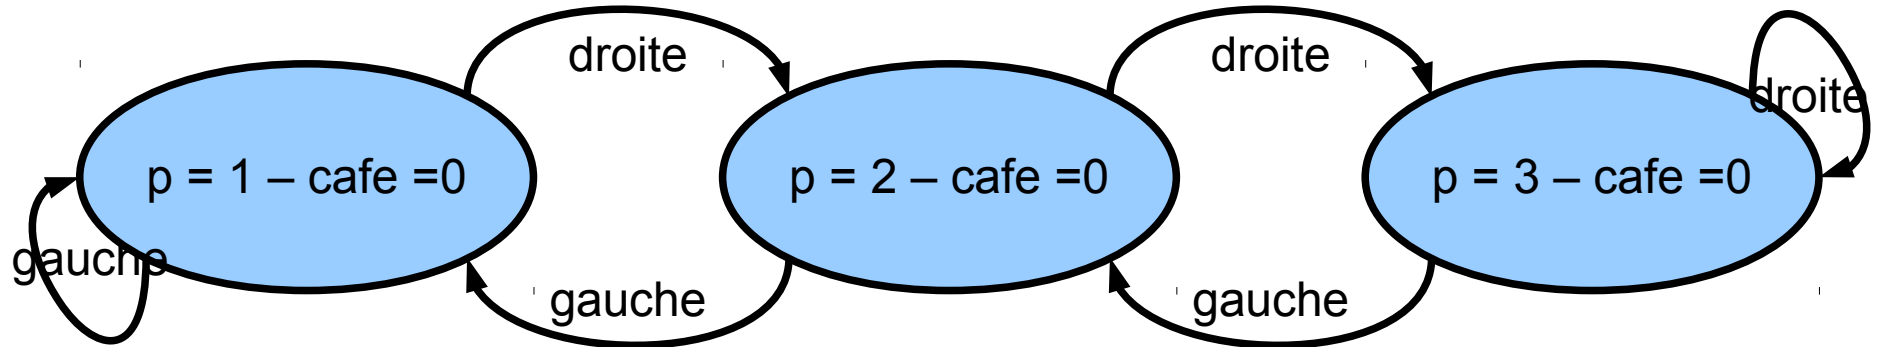 droite
droite
droite
p = 1 – cafe =0
p = 2 – cafe =0
p = 3 – cafe =0
gauche
gauche
gauche